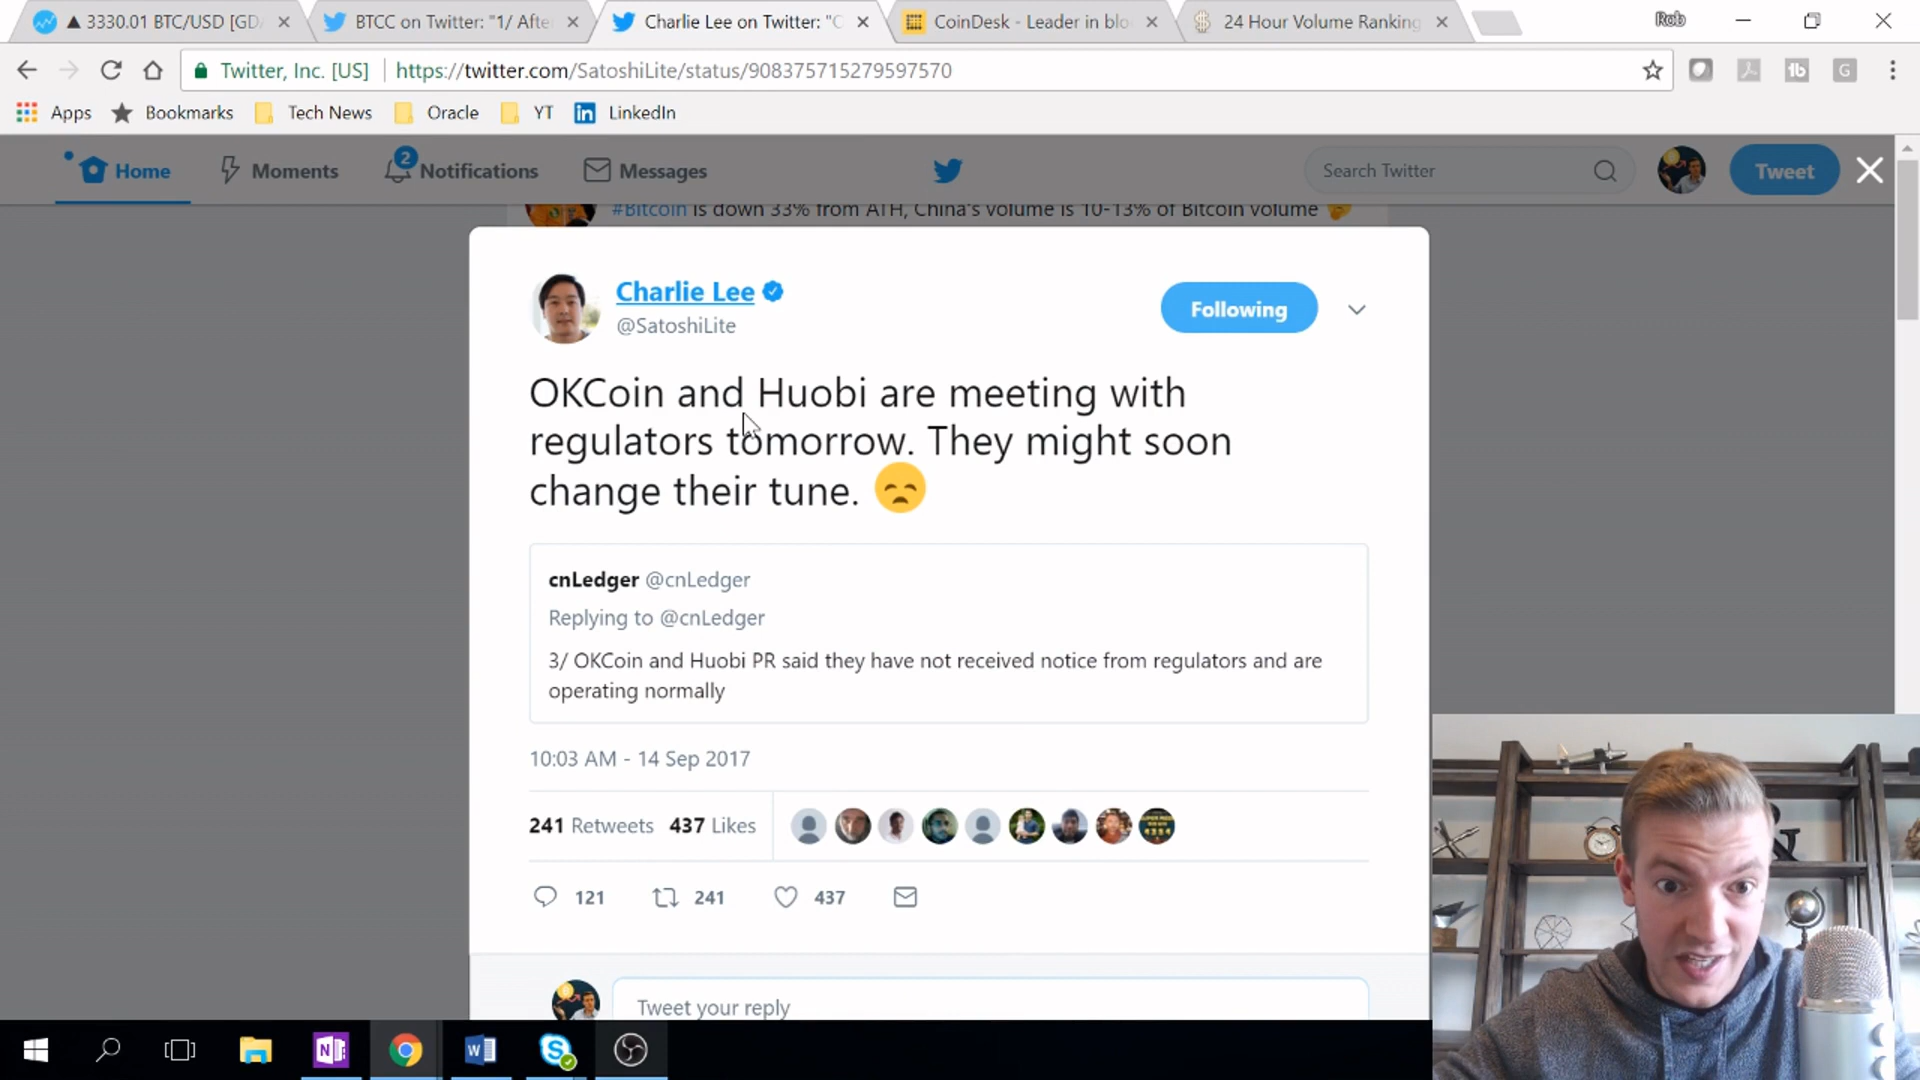 ▲ 3330.01 BTC/USD [GDA
BTCC on Twitter: "1/ After
Charlie Lee on Twitter: "O
CoinDesk - Leader in blo
24 Hour Volume Ranking
Rob
Twitter, Inc. [US]
https://twitter.com/SatoshiLite/status/908375715279597570
Apps
Bookmarks
Tech News
Oracle
YT
LinkedIn
Home
Moments
2
Notifications
Messages
Search Twitter
Tweet
#Bitcoin is down 33% from ATH, China's volume is 10-13% of Bitcoin volume
Charlie Lee
@SatoshiLite
Following
OKCoin and Huobi are meeting with
regulators tomorrow. They might soon
change their tune. 😞
cnLedger @cnLedger
Replying to @cnLedger
3/ OKCoin and Huobi PR said they have not received notice from regulators and are
operating normally
10:03 AM - 14 Sep 2017
241 Retweets 437 Likes
121
241
437
Tweet your reply